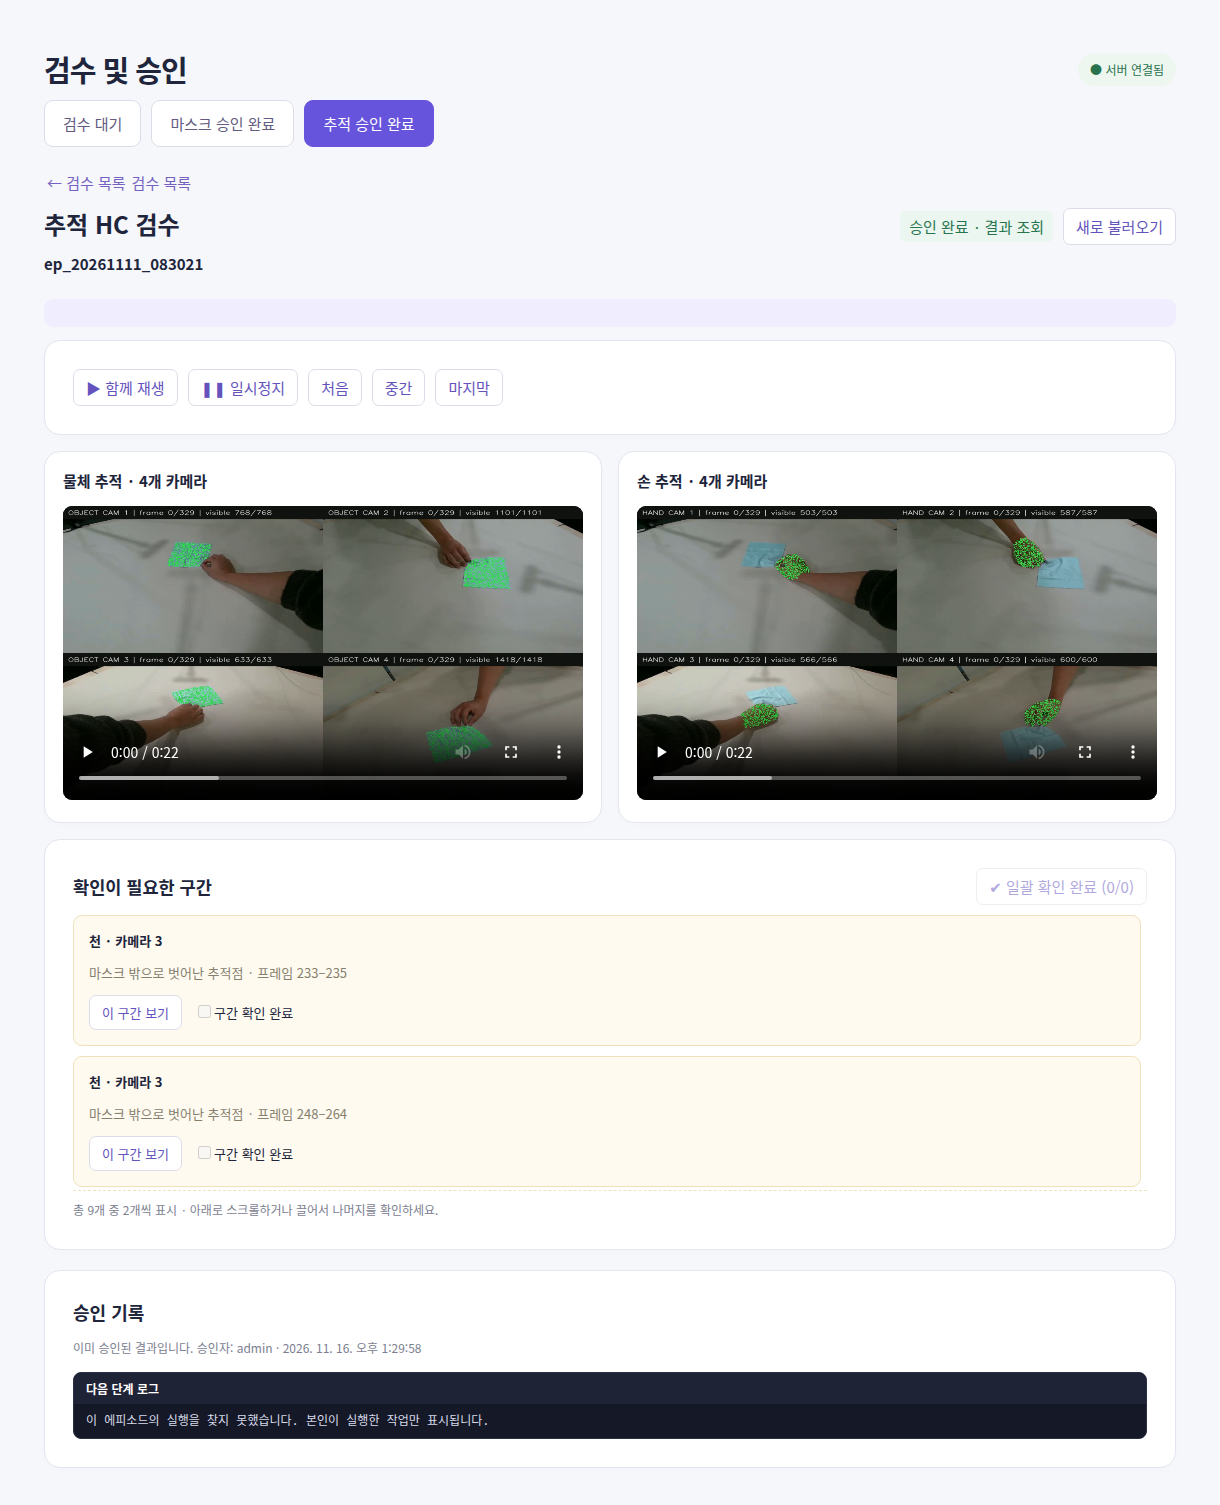 검수 및 승인
● 서버 연결됨
검수 대기
마스크 승인 완료
추적 승인 완료
← 검수 목록 검수 목록
추적 HC 검수
승인 완료 · 결과 조회
새로 불러오기
ep_20261111_083021
▶ 함께 재생
❚❚ 일시정지
처음
중간
마지막
물체 추적 · 4개 카메라
OBJECT CAM 1 | frame 0/329 | visible 768/768
OBJECT CAM 2 | frame 0/329 | visible 1101/1101
OBJECT CAM 3 | frame 0/329 | visible 633/633
OBJECT CAM 4 | frame 0/329 | visible 1418/1418
0:00 / 0:22
손 추적 · 4개 카메라
HAND CAM 1 | frame 0/329 | visible 503/503
HAND CAM 2 | frame 0/329 | visible 587/587
HAND CAM 3 | frame 0/329 | visible 566/566
HAND CAM 4 | frame 0/329 | visible 600/600
0:00 / 0:22
확인이 필요한 구간
✔ 일괄 확인 완료 (0/0)
천 · 카메라 3
마스크 밖으로 벗어난 추적점 · 프레임 233–235
이 구간 보기
구간 확인 완료
천 · 카메라 3
마스크 밖으로 벗어난 추적점 · 프레임 248–264
이 구간 보기
구간 확인 완료
총 9개 중 2개씩 표시 · 아래로 스크롤하거나 끌어서 나머지를 확인하세요.
승인 기록
이미 승인된 결과입니다. 승인자: admin · 2026. 11. 16. 오후 1:29:58
다음 단계 로그
이 에피소드의 실행을 찾지 못했습니다. 본인이 실행한 작업만 표시됩니다.